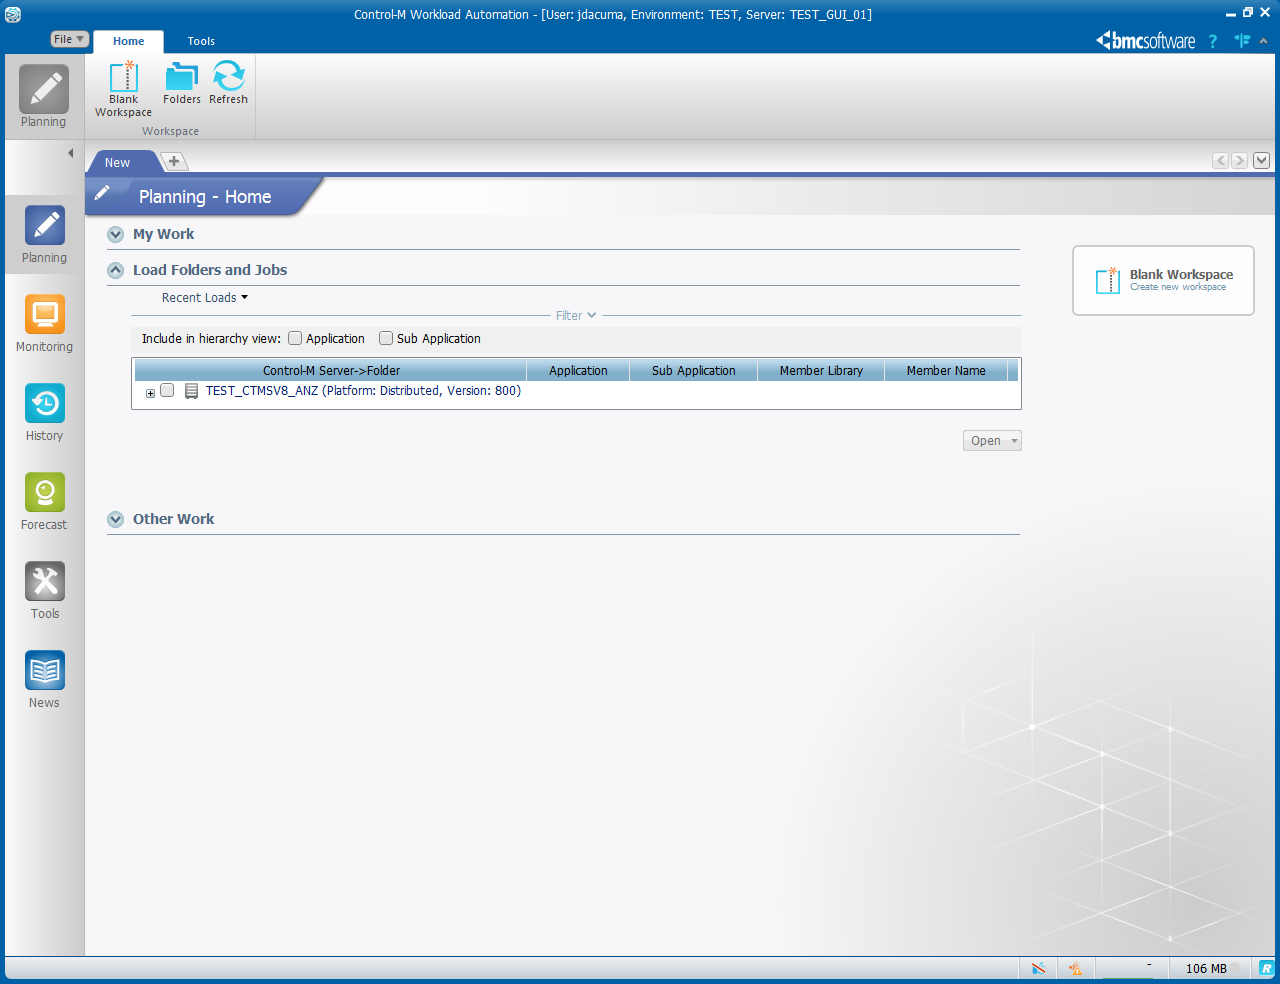 Control-M Workload Automation - [User: jdacuma, Environment: TEST, Server: TEST_GUI_01]
File
Home
Tools
bmcsoftware
?
Planning
Blank Workspace
Folders
Refresh
Workspace
New
Planning - Home
Planning
Monitoring
History
Forecast
Tools
News
My Work
Load Folders and Jobs
Recent Loads
Filter
Include in hierarchy view: Application Sub Application
Control-M Server->Folder Application Sub Application Member Library Member Name
TEST_CTMSV8_ANZ (Platform: Distributed, Version: 800)
Open
Other Work
Blank Workspace
Create new workspace
106 MB
R